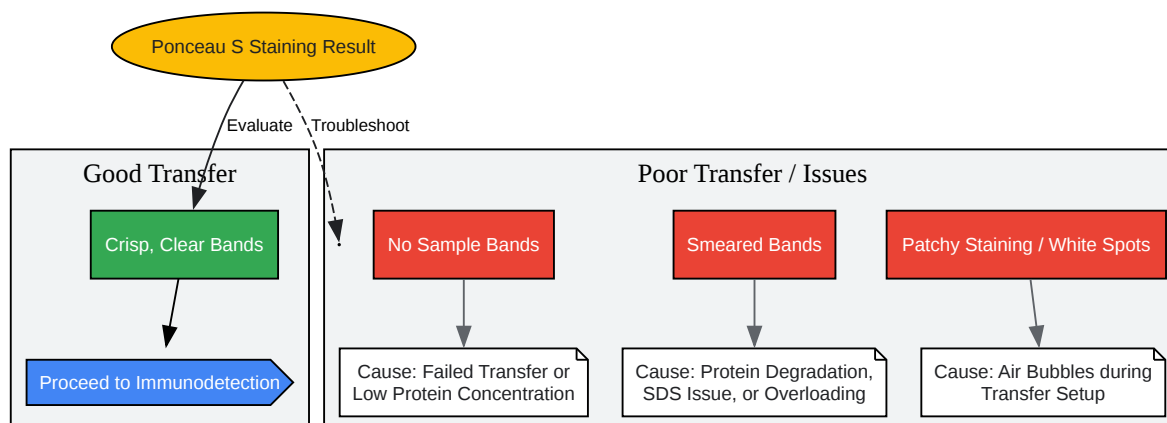 Ponceau S Staining Result
Evaluate
Troubleshoot
Good Transfer
Poor Transfer / Issues
Crisp, Clear Bands
No Sample Bands
Smeared Bands
Patchy Staining / White Spots
Proceed to Immunodetection
Cause: Failed Transfer or
Low Protein Concentration
Cause: Protein Degradation,
SDS Issue, or Overloading
Cause: Air Bubbles during
Transfer Setup